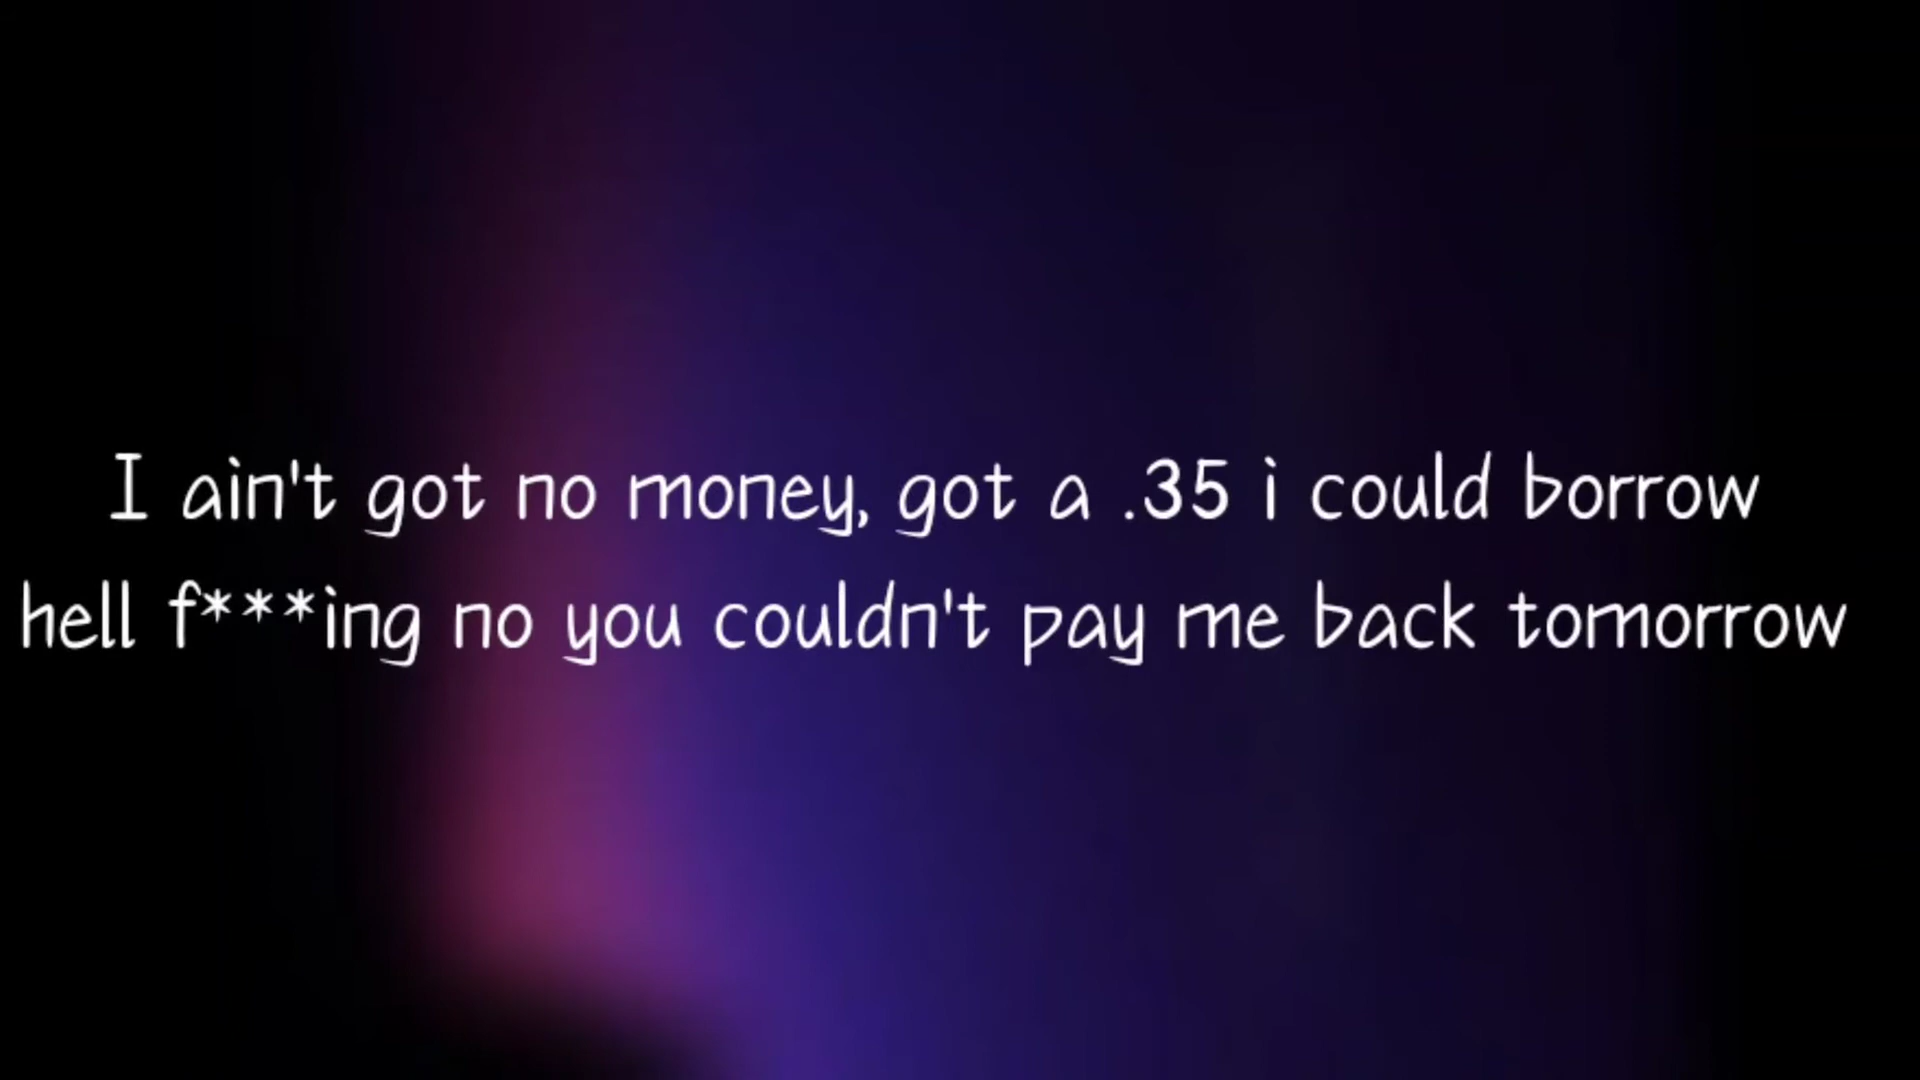 I ain't got no money, got a .35 i could borrow
hell f***ing no you couldn't pay me back tomorrow